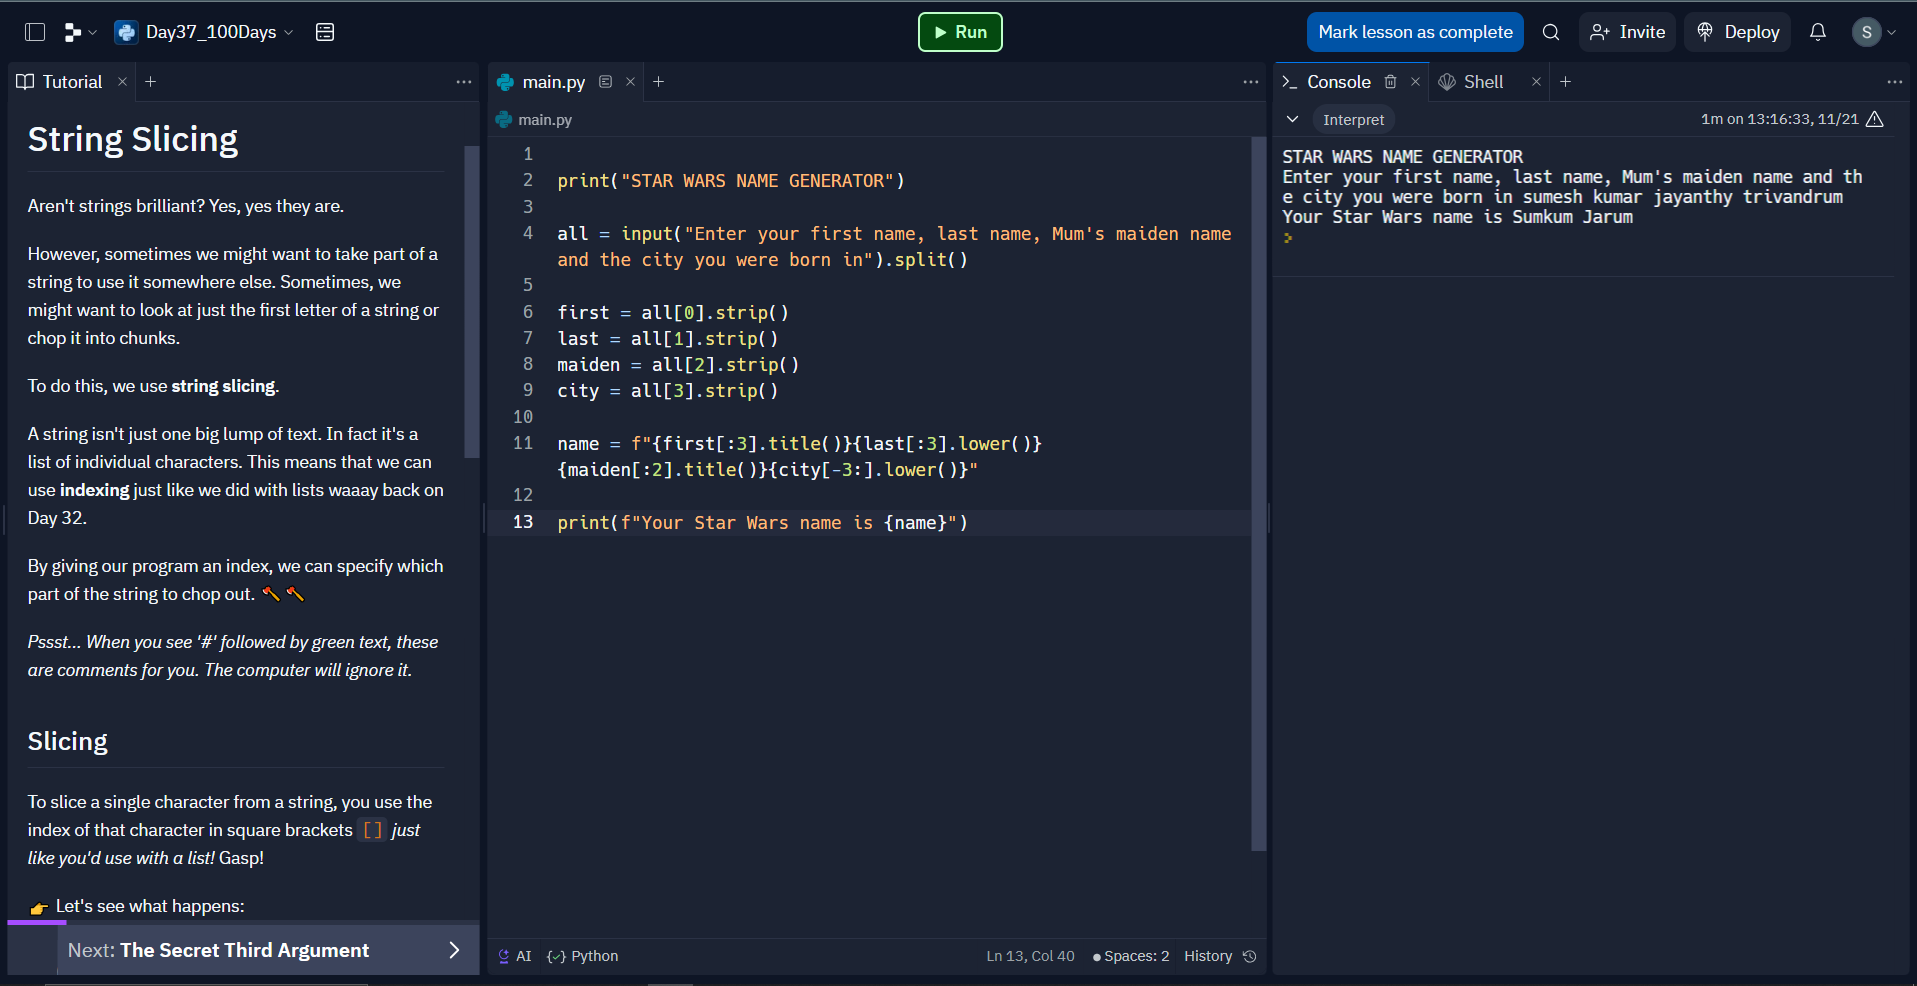 Day37_100Days
Run
Mark lesson as complete
Invite
Deploy
S
Tutorial
String Slicing
Aren't strings brilliant? Yes, yes they are.
However, sometimes we might want to take part of a
string to use it somewhere else. Sometimes, we
might want to look at just the first letter of a string or
chop it into chunks.
To do this, we use string slicing.
A string isn't just one big lump of text. In fact it's a
list of individual characters. This means that we can
use indexing just like we did with lists waaay back on
Day 32.
By giving our program an index, we can specify which
part of the string to chop out. 🪓 🪓
Pssst... When you see '#' followed by green text, these
are comments for you. The computer will ignore it.
Slicing
To slice a single character from a string, you use the
index of that character in square brackets [] just
like you'd use with a list! Gasp!
👉 Let's see what happens:
Next: The Secret Third Argument
main.py
main.py
1
2 print("STAR WARS NAME GENERATOR")
3
4 all = input("Enter your first name, last name, Mum's maiden name
and the city you were born in").split()
5
6 first = all[0].strip()
7 last = all[1].strip()
8 maiden = all[2].strip()
9 city = all[3].strip()
10
11 name = f"{first[:3].title()}{last[:3].lower()}
{maiden[:2].title()}{city[-3:].lower()}"
12
13 print(f"Your Star Wars name is {name}")
AI
Python
Ln 13, Col 40
Spaces: 2
History
Console
Shell
Interpret
1m on 13:16:33, 11/21
STAR WARS NAME GENERATOR
Enter your first name, last name, Mum's maiden name and th
e city you were born in sumesh kumar jayanthy trivandrum
Your Star Wars name is Sumkum Jarum